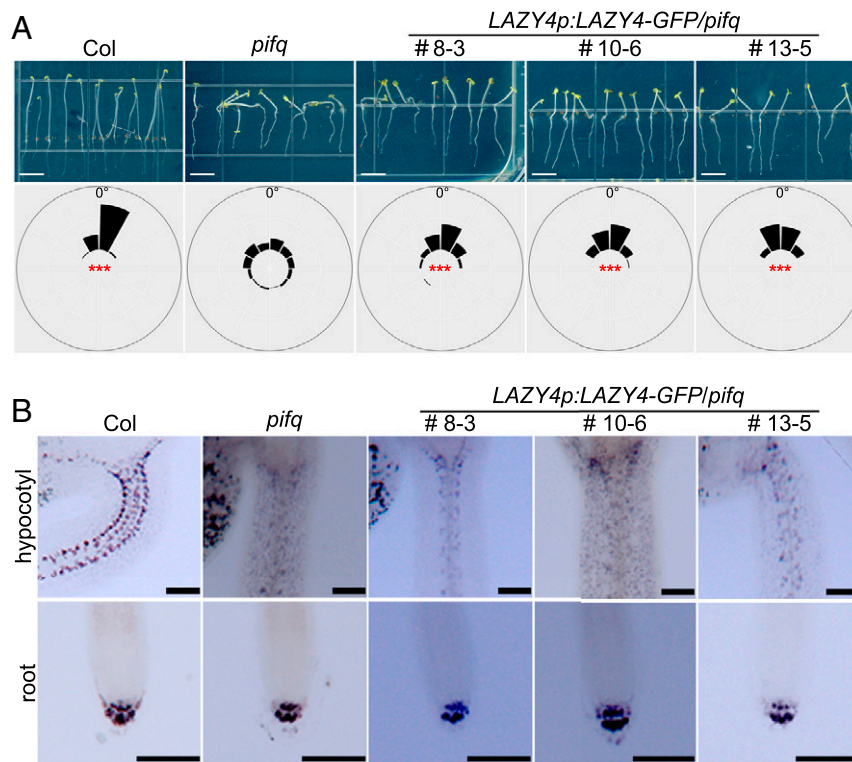 A
LAZY4p:LAZY4-GFP/pifq
Col pifq #8-3 #10-6 #13-5
0° 0° 0° 0° 0°
*** *** *** ***
B
LAZY4p:LAZY4-GFP/pifq
Col pifq #8-3 #10-6 #13-5
hypocotyl
root